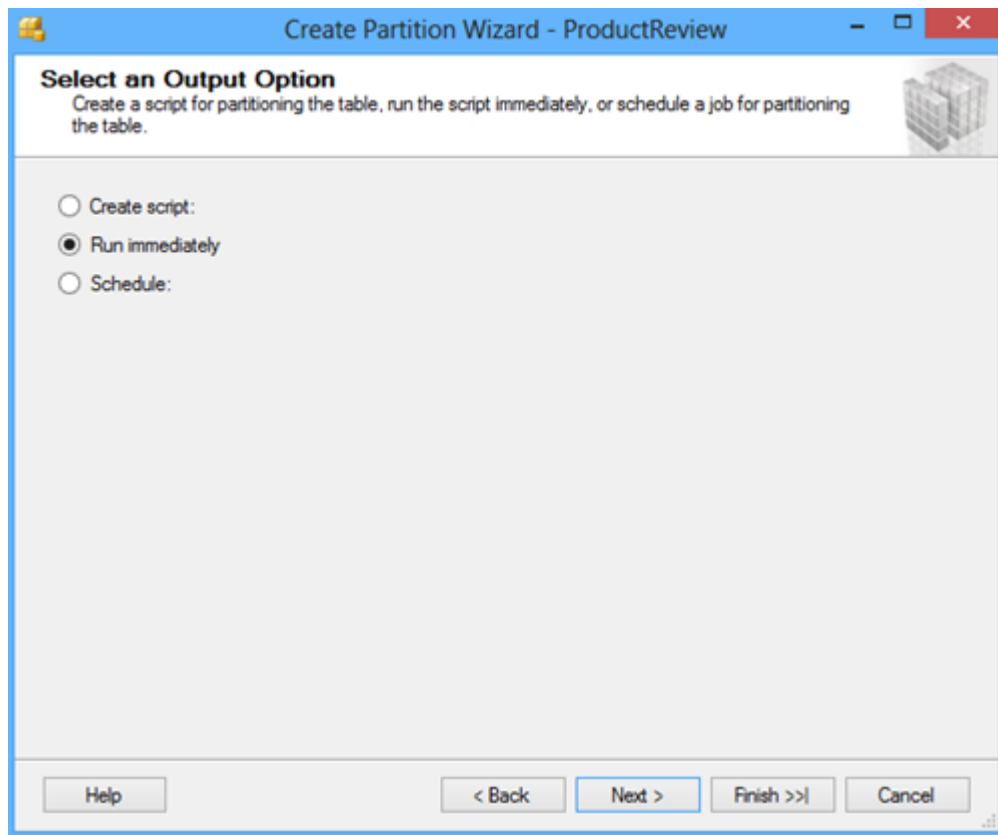 Create Partition Wizard - ProductReview
Select an Output Option
Create a script for partitioning the table, run the script immediately, or schedule a job for partitioning
the table.
Create script:
Run immediately
Schedule:
Help
< Back
Next >
Finish >>|
Cancel